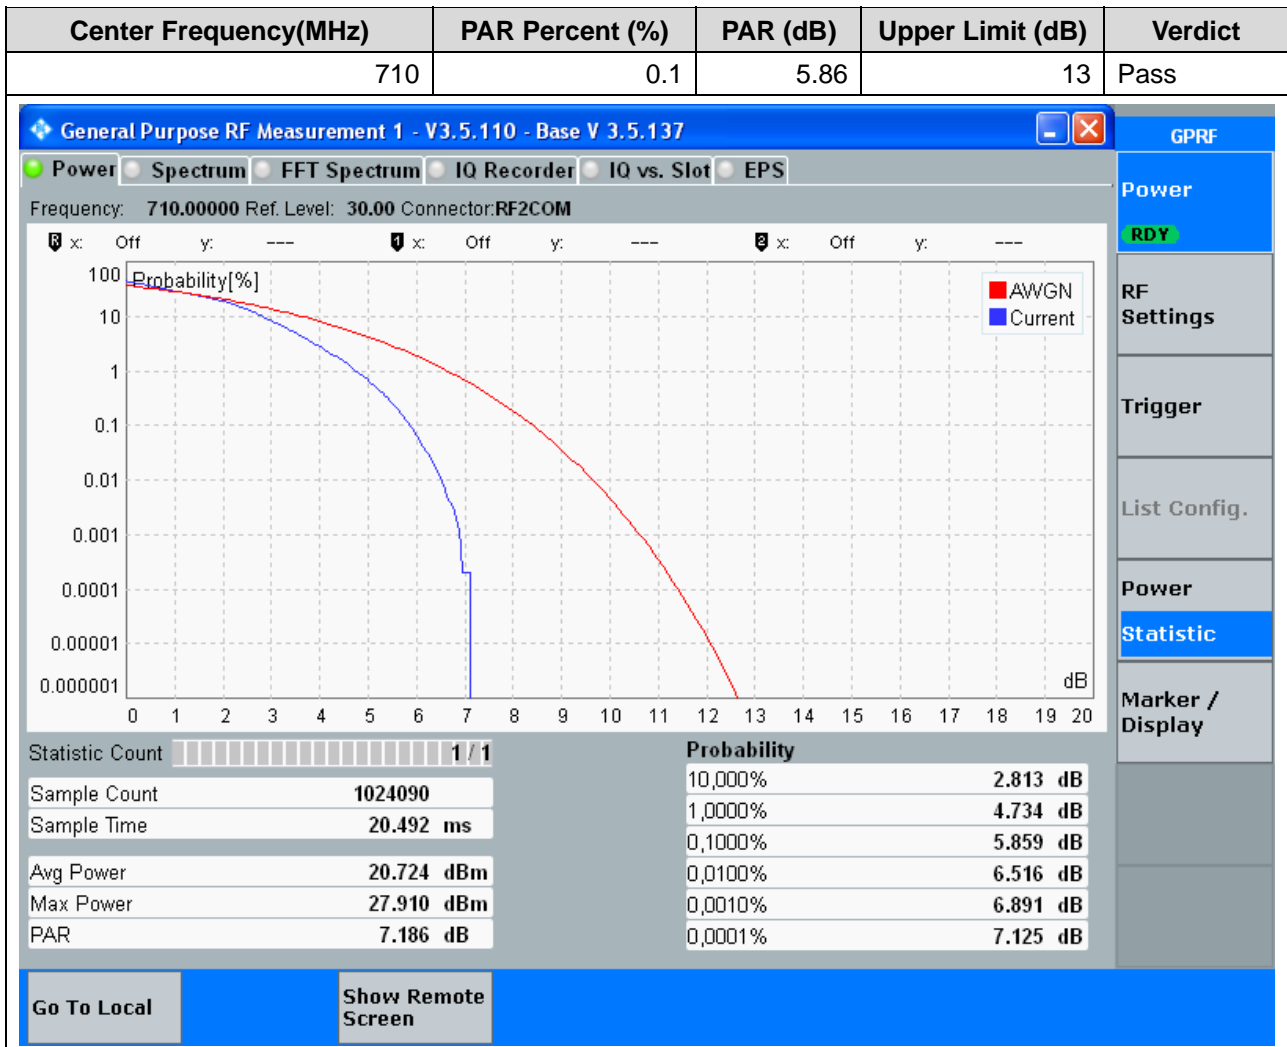 Center Frequency(MHz) PAR Percent (%) PAR (dB) Upper Limit (dB) Verdict
710 0.1 5.86 13 Pass
General Purpose RF Measurement 1 - V3.5.110 - Base V 3.5.137
GPRF
Power Spectrum FFT Spectrum IQ Recorder IQ vs. Slot EPS
Power
RDY
Frequency: 710.00000 Ref. Level: 30.00 Connector:RF2COM
R x: Off y: --- 1 x: Off y: --- 2 x: Off y: ---
Probability[%]
AWGN
Current
100
10
1
0.1
0.01
0.001
0.0001
0.00001
0.000001
dB
0 1 2 3 4 5 6 7 8 9 10 11 12 13 14 15 16 17 18 19 20
RF
Settings
Trigger
List Config.
Power
Statistic
Marker /
Display
Statistic Count 1 / 1
Sample Count 1024090
Sample Time 20.492 ms
Avg Power 20.724 dBm
Max Power 27.910 dBm
PAR 7.186 dB
Probability
10,000% 2.813 dB
1,0000% 4.734 dB
0,1000% 5.859 dB
0,0100% 6.516 dB
0,0010% 6.891 dB
0,0001% 7.125 dB
Go To Local
Show Remote
Screen